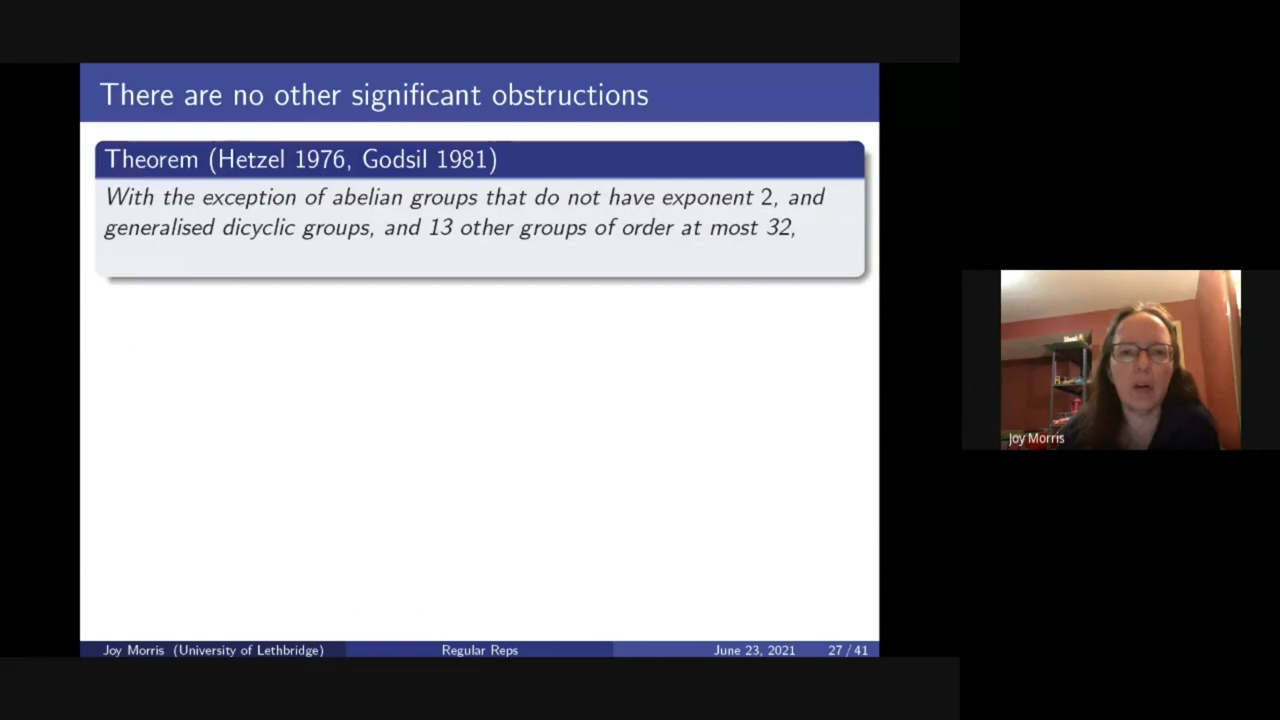 There are no other significant obstructions
Theorem (Hetzel 1976, Godsil 1981)
With the exception of abelian groups that do not have exponent 2, and
generalised dicyclic groups, and 13 other groups of order at most 32,
Joy Morris
Joy Morris (University of Lethbridge) Regular Reps June 23, 2021 27 / 41